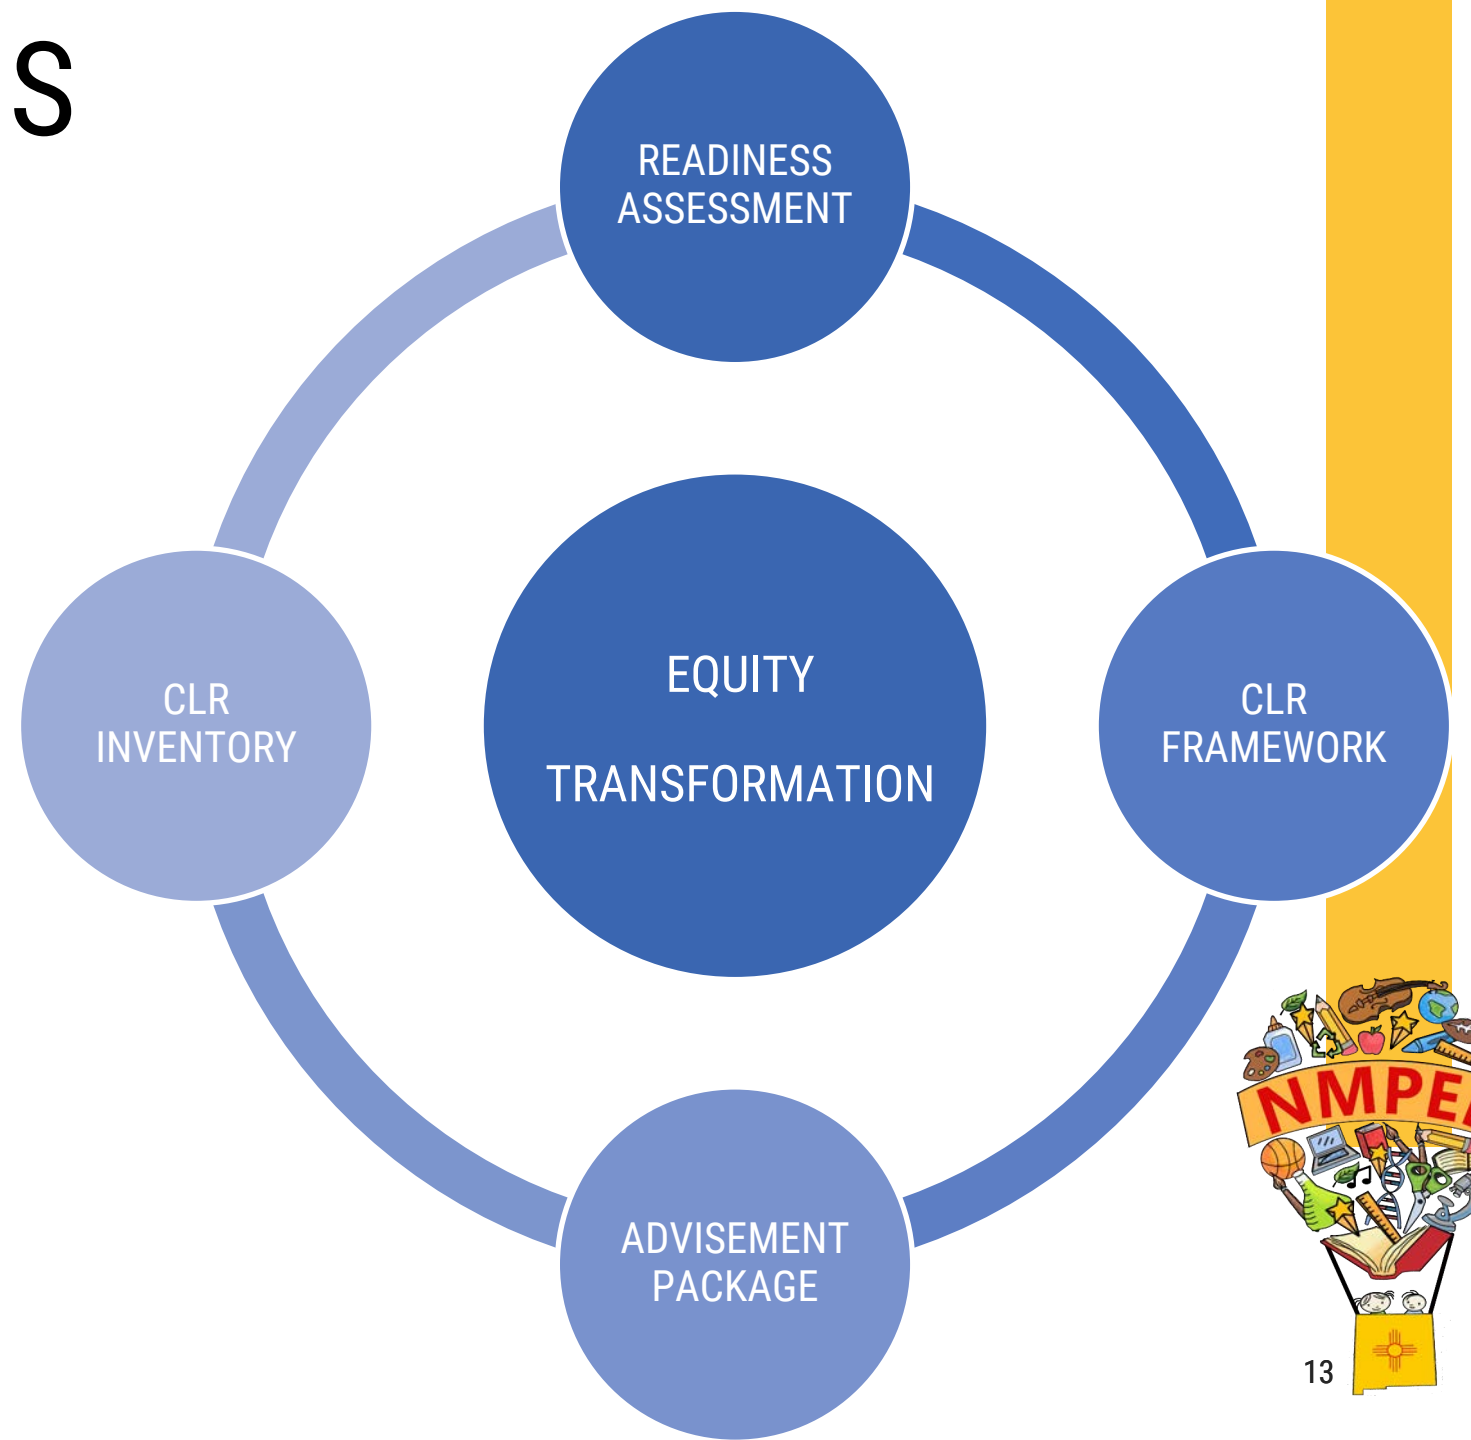 S
READINESS
ASSESSMENT
CLR
INVENTORY
EQUITY
TRANSFORMATION
CLR
FRAMEWORK
ADVISEMENT
PACKAGE
NMPE
13